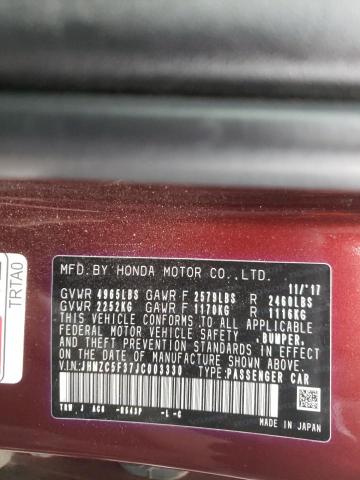 TRTA0
MFD.BY HONDA MOTOR CO.,LTD. 11/'17
GVWR 4965LBS GAWR F 2579LBS R 2460LBS
GVWR 2252KG GAWR F 1170KG R 1116KG
THIS VEHICLE CONFORMS TO ALL APPLICABLE
FEDERAL MOTOR VEHICLE SAFETY, BUMPER,
AND THEFT PREVENTION STANDARDS IN EFFECT
ON THE DATE OF MANUFACTURE SHOWN ABOVE.
V.I.N:JHMZC5F37JC003330 TYPE:PASSENGER CAR
-L-C MADE IN JAPAN